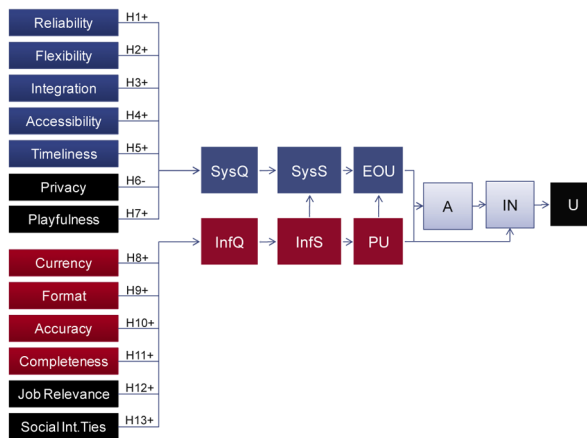 Reliability H1+
Flexibility H2+
Integration H3+
Accessibility H4+
Timeliness H5+
Privacy H6-
Playfulness H7+
SysQ SysS EOU
A IN U
InfQ InfS PU
Currency H8+
Format H9+
Accuracy H10+
Completeness H11+
Job Relevance H12+
Social Int.Ties H13+